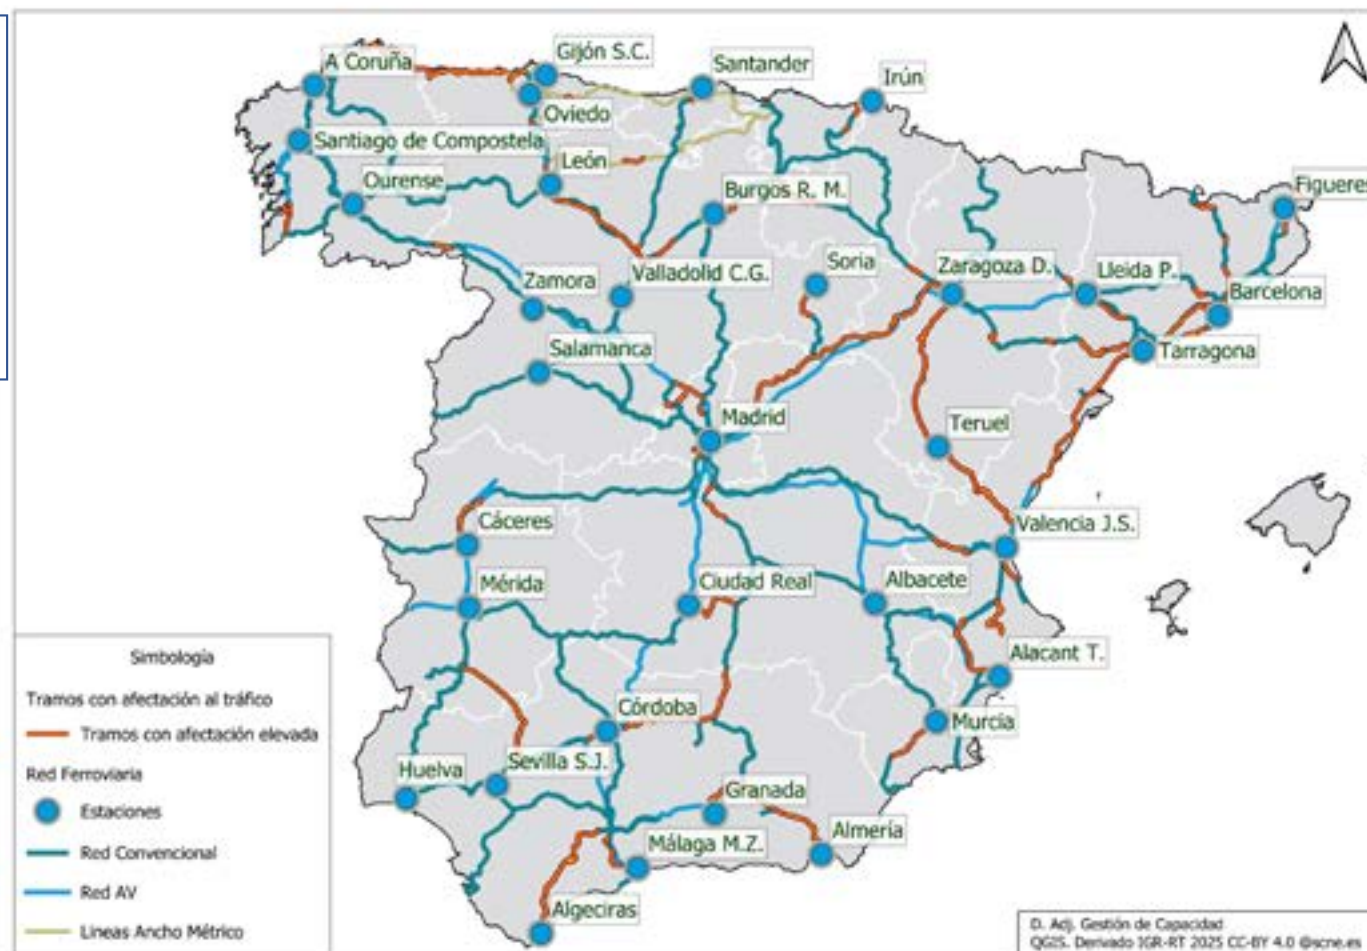 A Coruña
Gijón S.C.
Santander
Irún
Oviedo
Santiago de Compostela
León
Ourense
Burgos R. M.
Figueres
Zamora
Valladolid C.G.
Soria
Zaragoza D.
Lleida P.
Barcelona
Salamanca
Tarragona
Madrid
Teruel
Cáceres
Valencia J.S.
Mérida
Ciudad Real
Albacete
Alacant T.
Córdoba
Murcia
Huelva
Sevilla S.J.
Granada
Almería
Málaga M.Z.
Algeciras
Simbología
Tramos con afectación al tráfico
Tramos con afectación elevada
Red Ferroviaria
Estaciones
Red Convencional
Red AV
Lineas Ancho Métrico
D. Adj. Gestión de Capacidad
QGIS. Derivado IGR-RT 2025 CC-BY 4.0 @scne.es